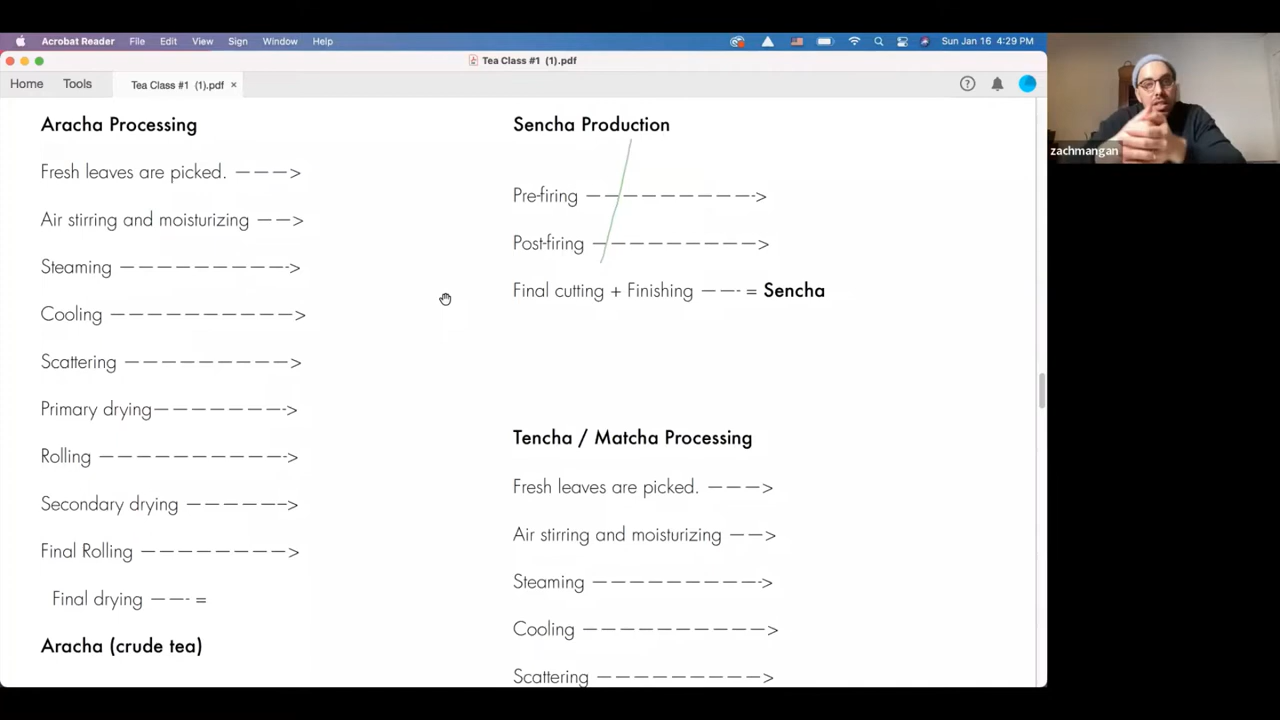 Acrobat Reader File Edit View Sign Window Help Sun Jan 16 4:29 PM
Tea Class #1 (1).pdf
Home Tools Tea Class #1 (1).pdf ×
zachmangan
Aracha Processing
Fresh leaves are picked. — — — >
Air stirring and moisturizing — — >
Steaming — — — — — — — — — - >
Cooling — — — — — — — — — — >
Scattering — — — — — — — — — >
Primary drying — — — — — — — - >
Rolling — — — — — — — — — — - >
Secondary drying — — — — — – >
Final Rolling — — — — — — — — >
Final drying — — - =
Aracha (crude tea)
Sencha Production
Pre-firing — — — — — — — — — - >
Post-firing — — — — — — — — — >
Final cutting + Finishing — — - = Sencha
Tencha / Matcha Processing
Fresh leaves are picked. — — — >
Air stirring and moisturizing — — >
Steaming — — — — — — — — — - >
Cooling — — — — — — — — — — >
Scattering — — — — — — — — — >